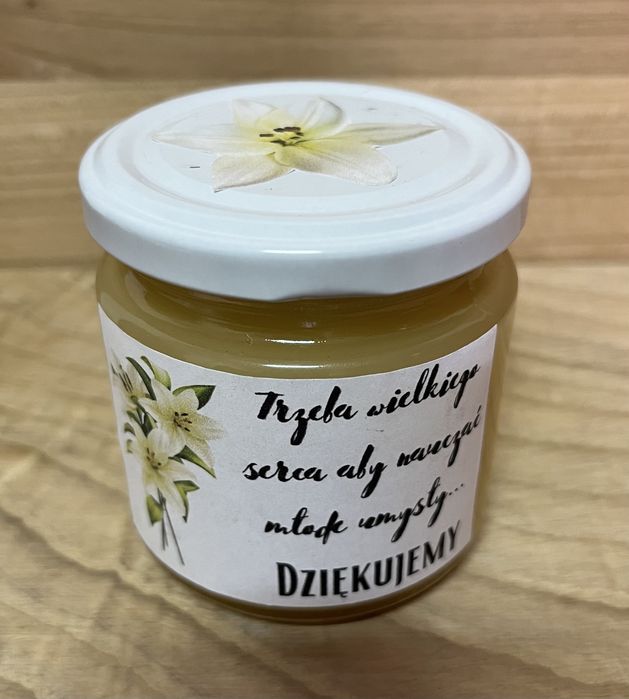 Trzeba wielkiego
serca aby nauczać
młode umysły...
DZIĘKUJEMY